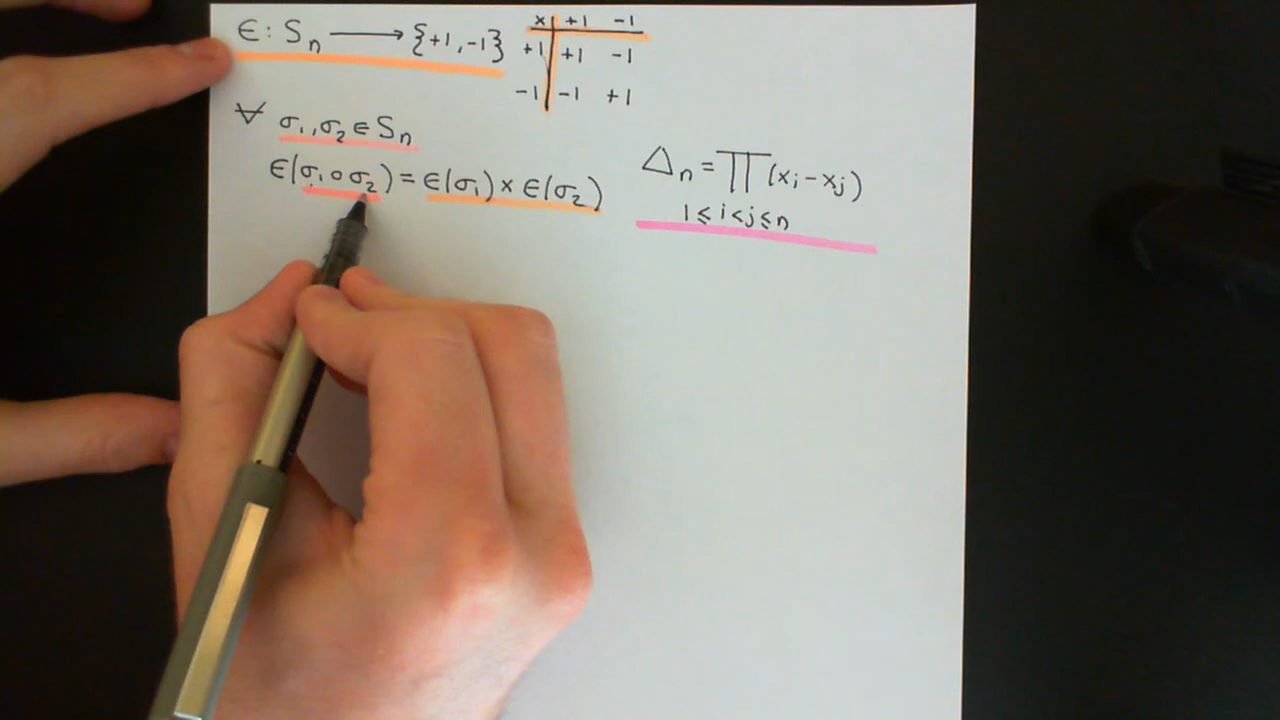 ϵ: Sₙ ⟶ {+1, -1}
x | +1 -1
+1 | +1 -1
-1 | -1 +1
∀ σ₁, σ₂ ∈ Sₙ
ϵ(σ₁ ∘ σ₂) = ϵ(σ₁) × ϵ(σ₂)
Δₙ = ∏ (xᵢ - xⱼ)
1 ≤ i < j ≤ n